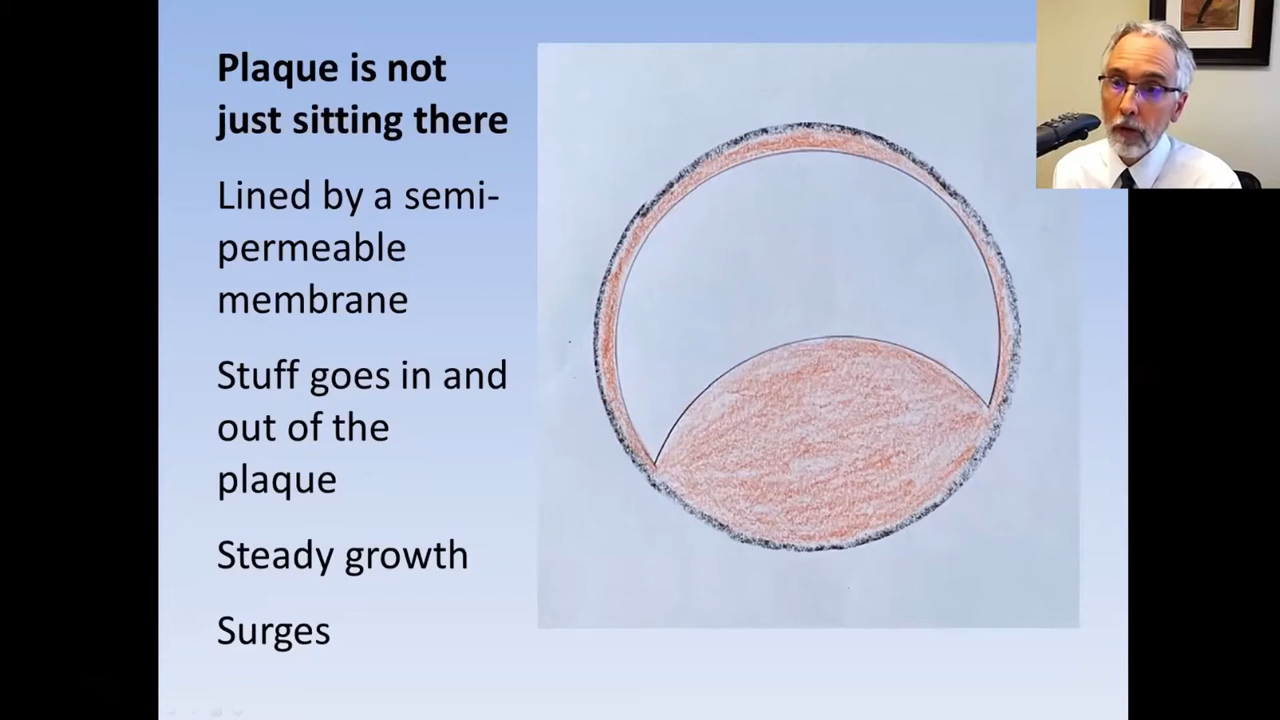 Plaque is not
just sitting there
Lined by a semi-
permeable
membrane
Stuff goes in and
out of the
plaque
Steady growth
Surges